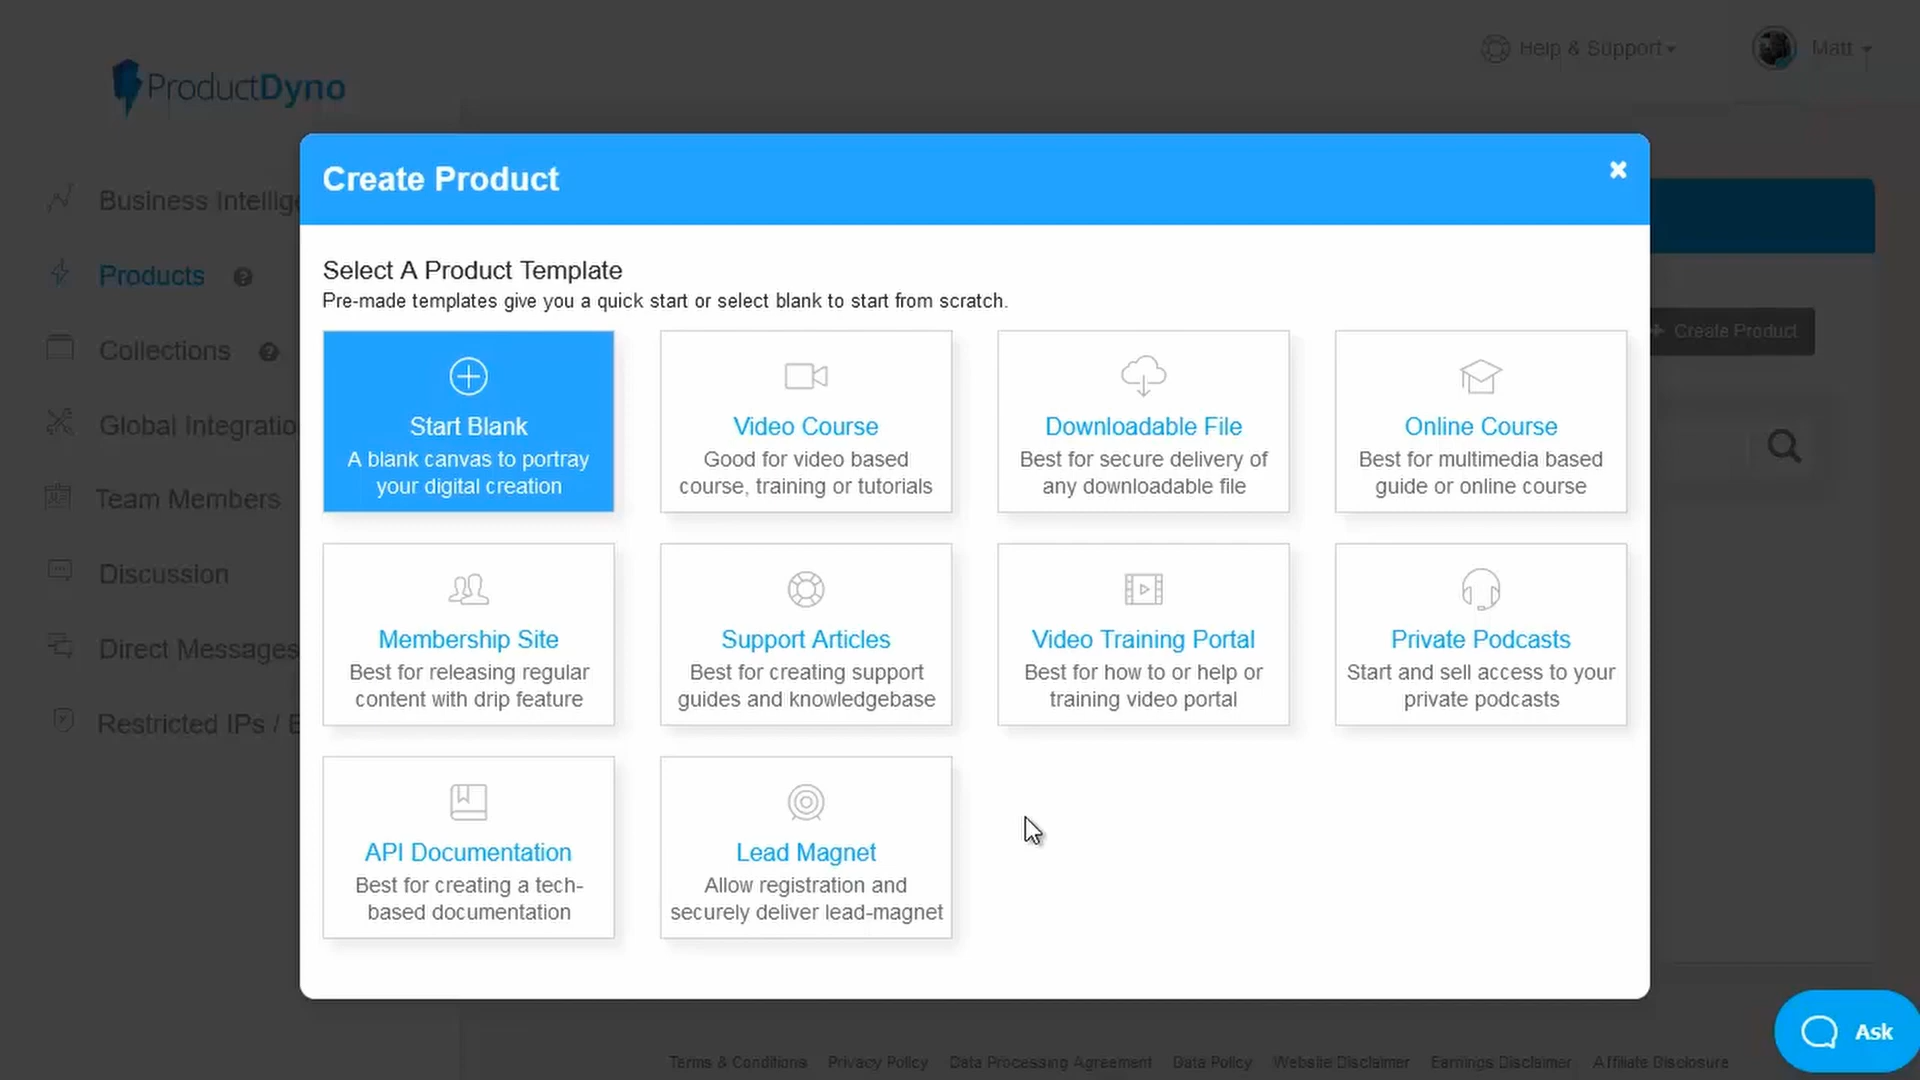 ProductDyno
Help & Support
Matt
Create Product
Business Intellig
Products
Collections
Global Integratio
Team Members
Discussion
Direct Messages
Restricted IPs / E
Select A Product Template
Pre-made templates give you a quick start or select blank to start from scratch.
Create Product
Start Blank
A blank canvas to portray
your digital creation
Video Course
Good for video based
course, training or tutorials
Downloadable File
Best for secure delivery of
any downloadable file
Online Course
Best for multimedia based
guide or online course
Membership Site
Best for releasing regular
content with drip feature
Support Articles
Best for creating support
guides and knowledgebase
Video Training Portal
Best for how to or help or
training video portal
Private Podcasts
Start and sell access to your
private podcasts
API Documentation
Best for creating a tech-
based documentation
Lead Magnet
Allow registration and
securely deliver lead-magnet
Ask
Terms & Conditions Privacy Policy Data Processing Agreement Data Policy Website Disclaimer Earnings Disclaimer Affiliate Disclosure